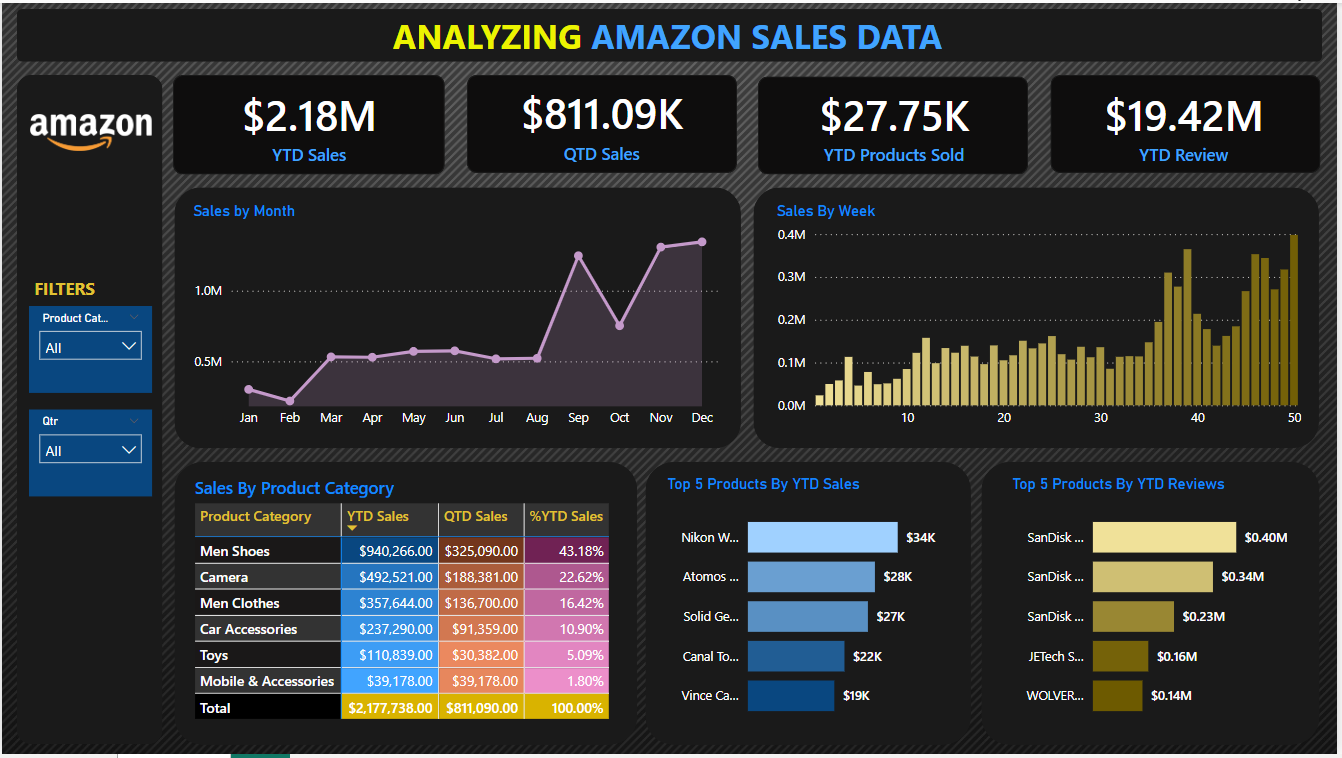 ANALYZING AMAZON SALES DATA
amazon
$2.18M
YTD Sales
$811.09K
QTD Sales
$27.75K
YTD Products Sold
$19.42M
YTD Review
FILTERS
Product Cat...
All
Qtr
All
Sales by Month
1.0M
0.5M
Jan Feb Mar Apr May Jun Jul Aug Sep Oct Nov Dec
Sales By Week
0.4M
0.3M
0.2M
0.1M
0.0M
10 20 30 40 50
Sales By Product Category
Product Category YTD Sales QTD Sales %YTD Sales
Men Shoes $940,266.00 $325,090.00 43.18%
Camera $492,521.00 $188,381.00 22.62%
Men Clothes $357,644.00 $136,700.00 16.42%
Car Accessories $237,290.00 $91,359.00 10.90%
Toys $110,839.00 $30,382.00 5.09%
Mobile & Accessories $39,178.00 $39,178.00 1.80%
Total $2,177,738.00 $811,090.00 100.00%
Top 5 Products By YTD Sales
Nikon W... $34K
Atomos ... $28K
Solid Ge... $27K
Canal To... $22K
Vince Ca... $19K
Top 5 Products By YTD Reviews
SanDisk ... $0.40M
SanDisk ... $0.34M
SanDisk ... $0.23M
JETech S... $0.16M
WOLVER... $0.14M